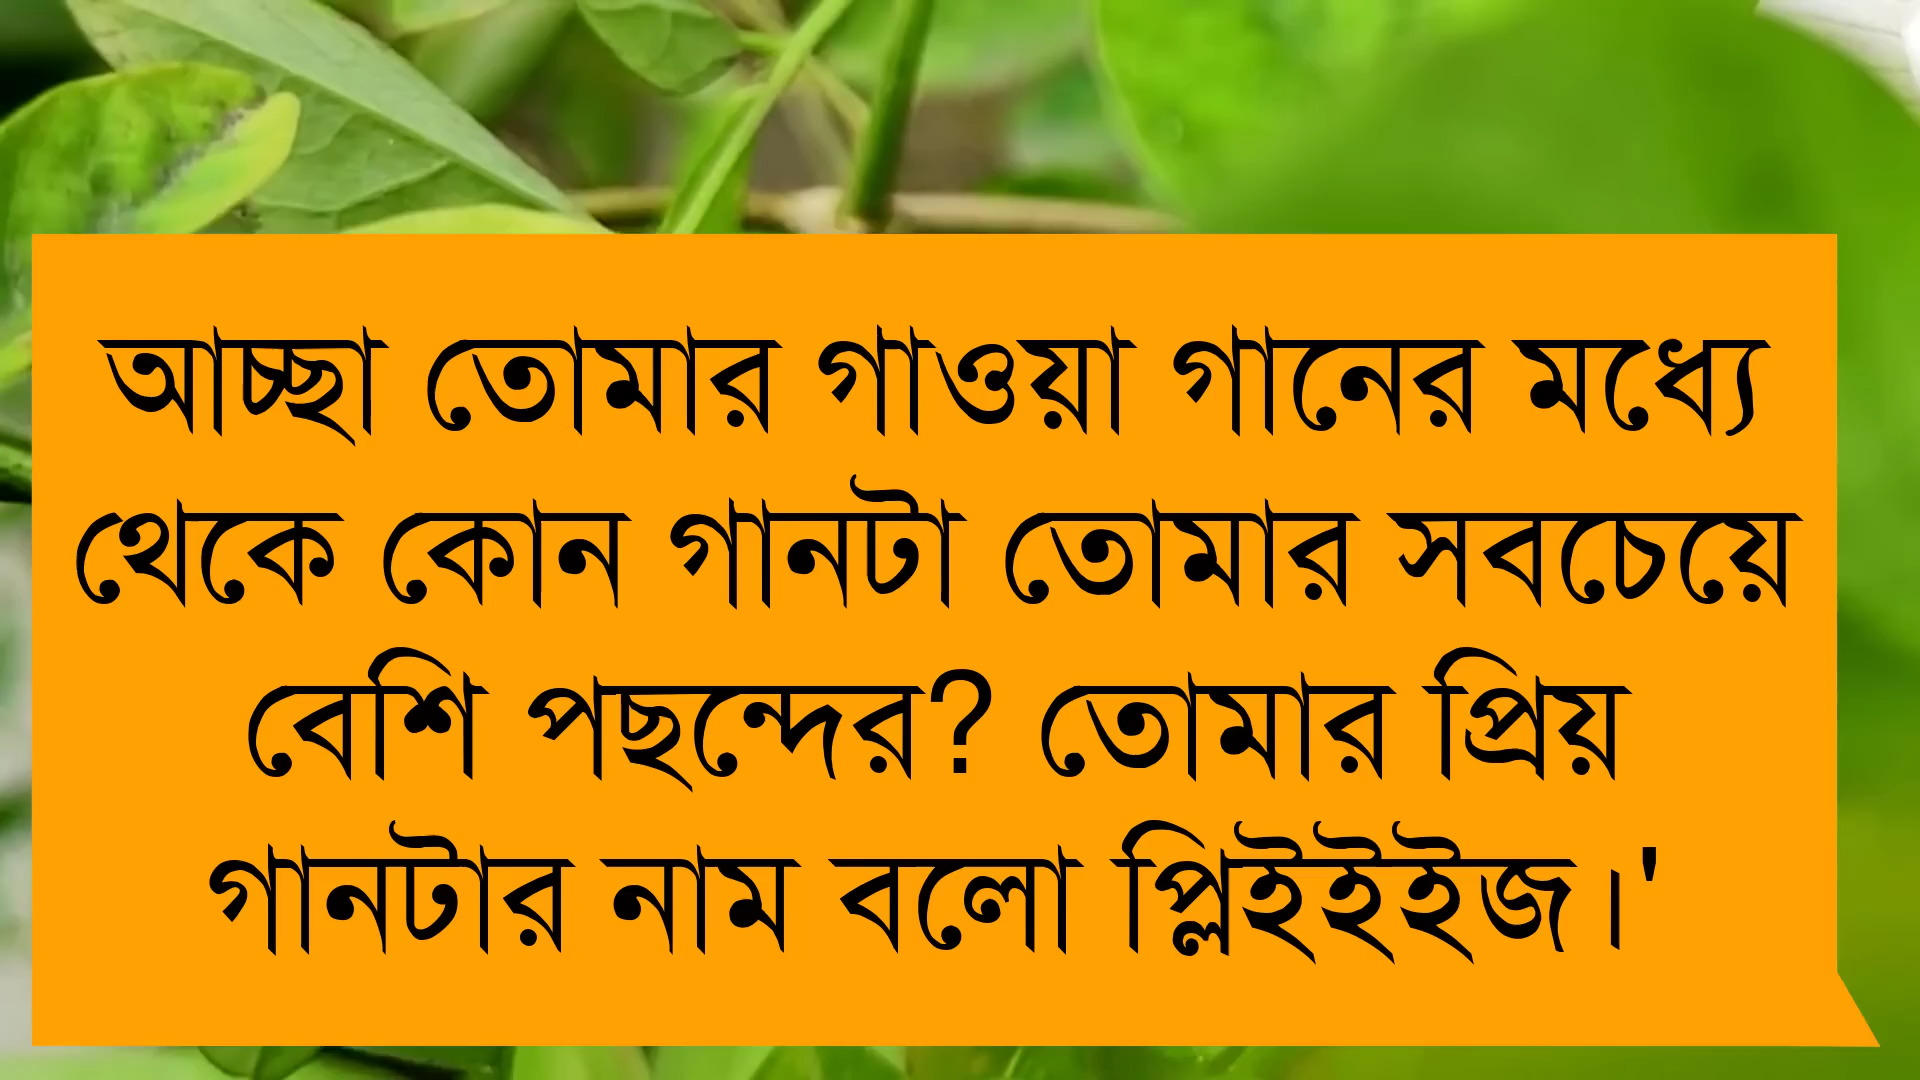 আচ্ছা তোমার গাওয়া গানের মধ্যে
থেকে কোন গানটা তোমার সবচেয়ে
বেশি পছন্দের? তোমার প্রিয়
গানটার নাম বলো প্লিইইইজ।'